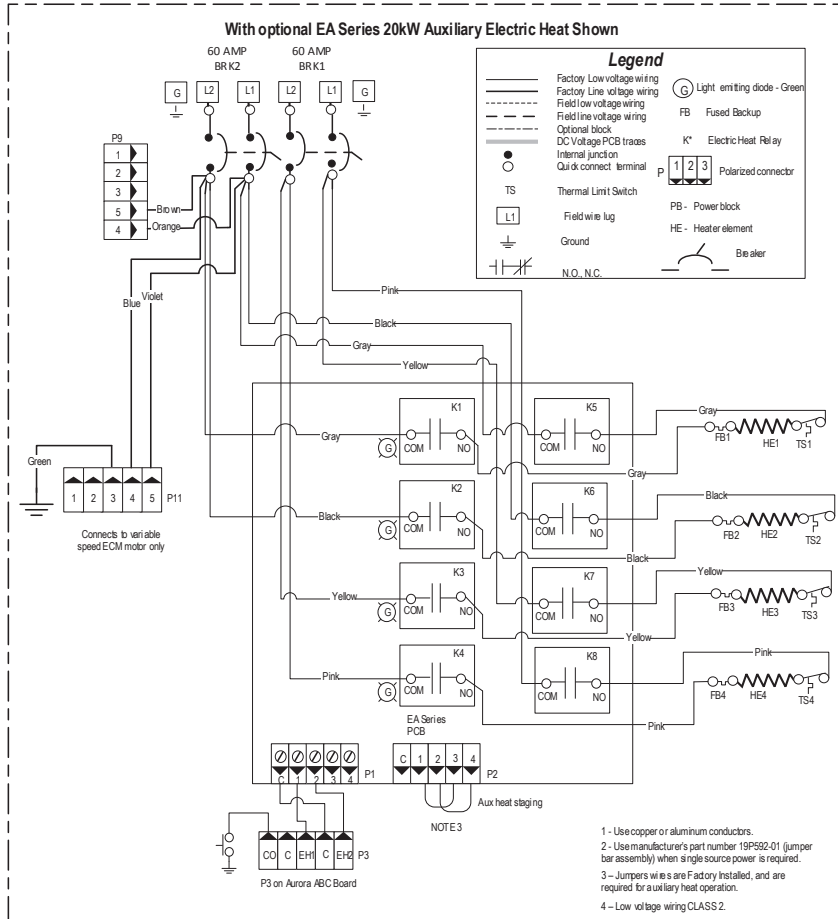 With optional EA Series 20kW Auxiliary Electric Heat Shown
60 AMP
BRK2
60 AMP
BRK1
G
L2
L1
L2
L1
G
Legend
Factory Low voltage wiring
Factory Line voltage wiring
Field low voltage wiring
Field line voltage wiring
Optional block
DC Voltage PCB traces
Internal junction
Quick connect terminal
TS
Thermal Limit Switch
L1
Field wire lug
Ground
N.O., N.C.
G
Light emitting diode - Green
FB
Fused Backup
K*
Electric Heat Relay
P
1 2 3
Polarized connector
PB - Power block
HE - Heater element
Breaker
P9
1
2
3
5
4
Brown
Orange
Blue
Violet
Pink
Black
Gray
Yellow
Green
1 2 3 4 5
P11
Connects to variable
speed ECM motor only
Gray
G
K1
COM
NO
K5
COM
NO
Gray
Gray
FB1
HE1
TS1
Black
G
K2
COM
NO
K6
COM
NO
Black
Black
FB2
HE2
TS2
Yellow
G
K3
COM
NO
K7
COM
NO
Yellow
Yellow
FB3
HE3
TS3
Pink
G
K4
COM
NO
K8
COM
NO
Pink
Pink
FB4
HE4
TS4
EA Series
PCB
C 1 2 3 4
P1
C 1 2 3 4
P2
Aux heat staging
NOTE 3
CO C EH1 C EH2
P3
P3 on Aurora ABC Board
1 - Use copper or aluminum conductors.
2 - Use manufacturer's part number 19P592-01 (jumper
bar assembly) when single source power is required.
3 – Jumpers wires are Factory Installed, and are
required for auxiliary heat operation.
4 – Low voltage wiring CLASS 2.